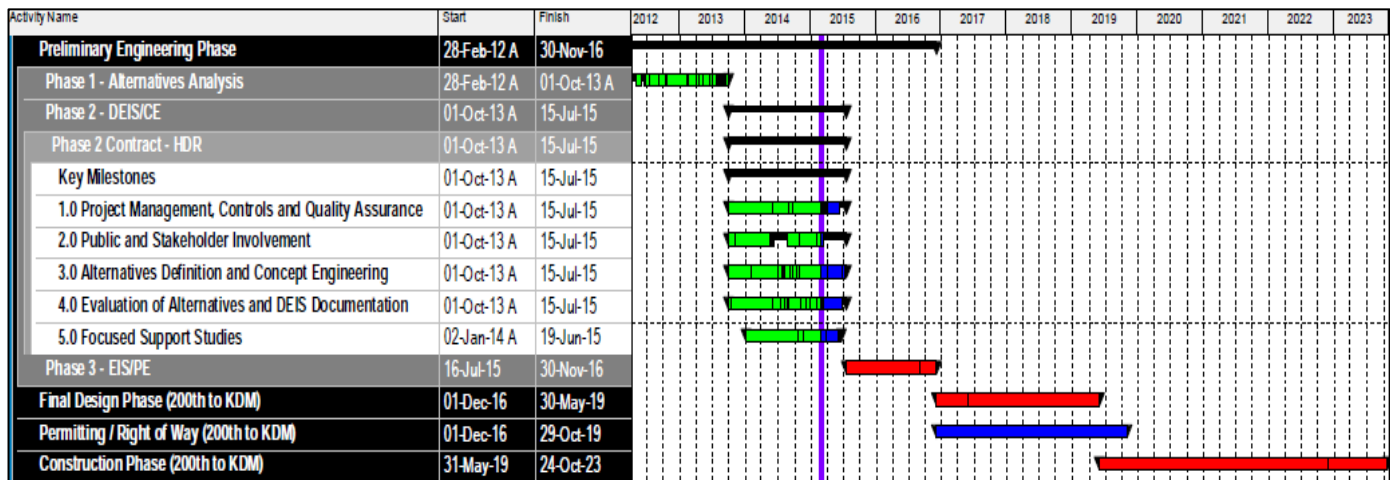 Activity Name Start Finish 2012 2013 2014 2015 2016 2017 2018 2019 2020 2021 2022 2023
Preliminary Engineering Phase 28-Feb-12 A 30-Nov-16
Phase 1 - Alternatives Analysis 28-Feb-12 A 01-Oct-13 A
Phase 2 - DEIS/CE 01-Oct-13 A 15-Jul-15
Phase 2 Contract - HDR 01-Oct-13 A 15-Jul-15
Key Milestones 01-Oct-13 A 15-Jul-15
1.0 Project Management, Controls and Quality Assurance 01-Oct-13 A 15-Jul-15
2.0 Public and Stakeholder Involvement 01-Oct-13 A 15-Jul-15
3.0 Alternatives Definition and Concept Engineering 01-Oct-13 A 15-Jul-15
4.0 Evaluation of Alternatives and DEIS Documentation 01-Oct-13 A 15-Jul-15
5.0 Focused Support Studies 02-Jan-14 A 19-Jun-15
Phase 3 - EIS/PE 16-Jul-15 30-Nov-16
Final Design Phase (200th to KDM) 01-Dec-16 30-May-19
Permitting / Right of Way (200th to KDM) 01-Dec-16 29-Oct-19
Construction Phase (200th to KDM) 31-May-19 24-Oct-23